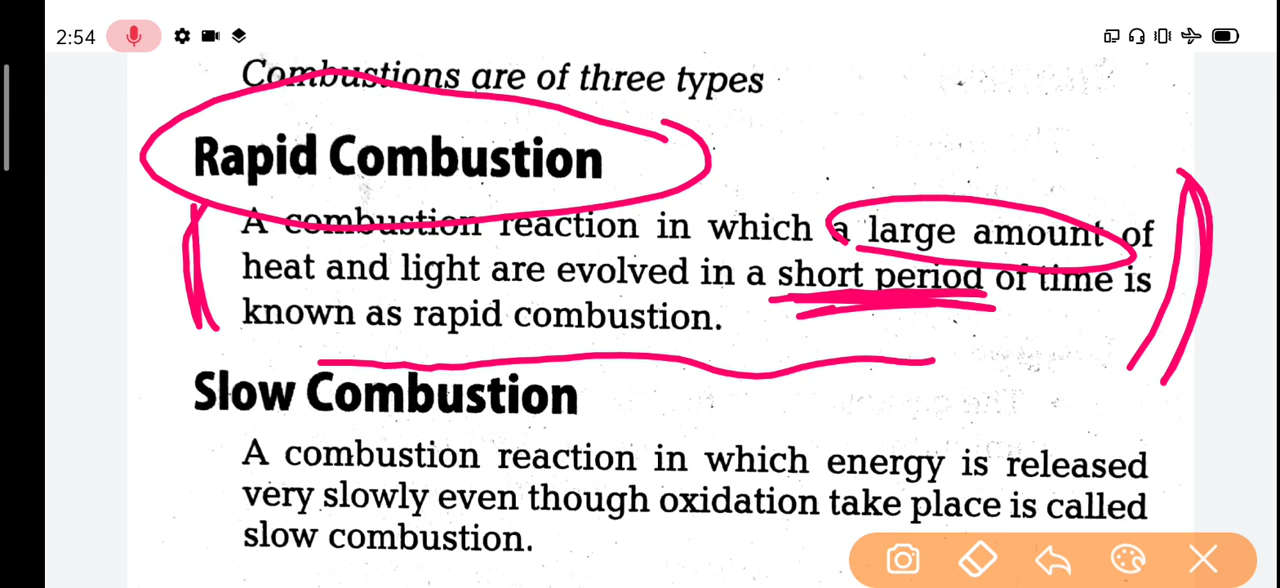 2:54
Combustions are of three types
Rapid Combustion
A combustion reaction in which a large amount of
heat and light are evolved in a short period of time is
known as rapid combustion.
Slow Combustion
A combustion reaction in which energy is released
very slowly even though oxidation take place is called
slow combustion.